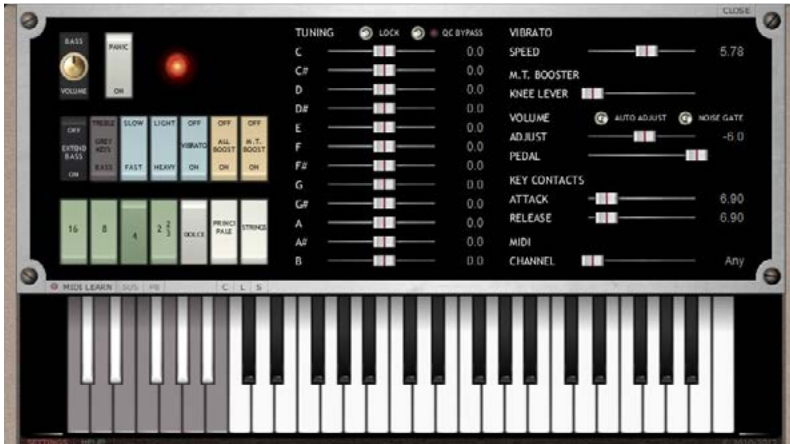 CLOSE
BASS
VOLUME
PANIC
ON
OFF
EXTEND
BASS
ON
TREBLE
GREY
KEYS
BASS
SLOW
FAST
LIGHT
HEAVY
OFF
VIBRATO
ON
OFF
ALL
BOOST
ON
OFF
M.T.
BOOST
ON
16
8
4
2 2/3
DOLCE
PRINCI
PALE
STRINGS
TUNING LOCK QC BYPASS
C 0.0
C# 0.0
D 0.0
D# 0.0
E 0.0
F 0.0
F# 0.0
G 0.0
G# 0.0
A 0.0
A# 0.0
B 0.0
VIBRATO
SPEED 5.78
M.T. BOOSTER
KNEE LEVER
VOLUME AUTO ADJUST NOISE GATE
ADJUST -6.0
PEDAL
KEY CONTACTS
ATTACK 6.90
RELEASE 6.90
MIDI
CHANNEL Any
MIDI LEARN SUS PB C L S
SETTINGS HELP